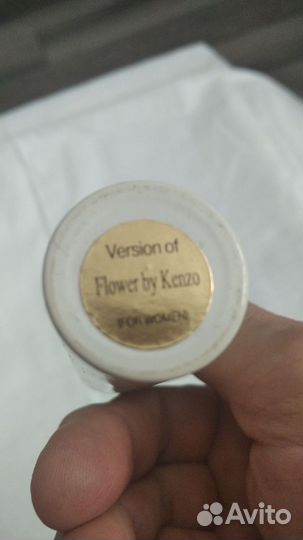 Version of
Flower by Kenzo
(FOR WOMEN)
Avito